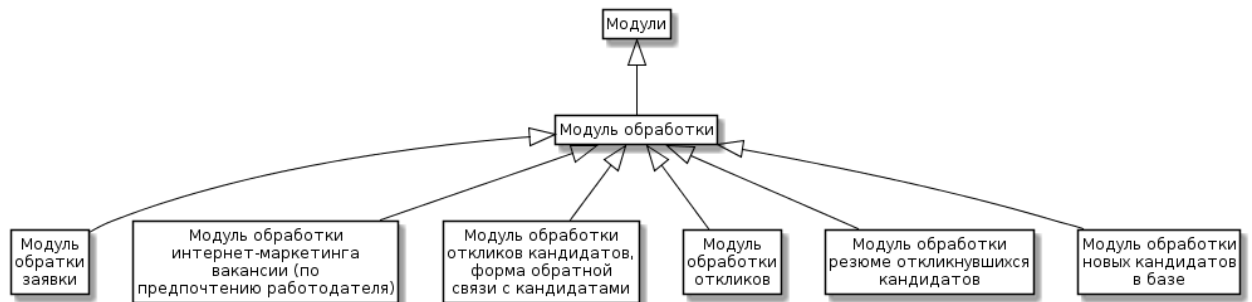 Модули
Модуль обработки
Модуль
обратки
заявки
Модуль обработки
интернет-маркетинга
вакансии (по
предпочтению работодателя)
Модуль обработки
откликов кандидатов,
форма обратной
связи с кандидатами
Модуль
обработки
откликов
Модуль обработки
резюме откликнувшихся
кандидатов
Модуль обработки
новых кандидатов
в базе